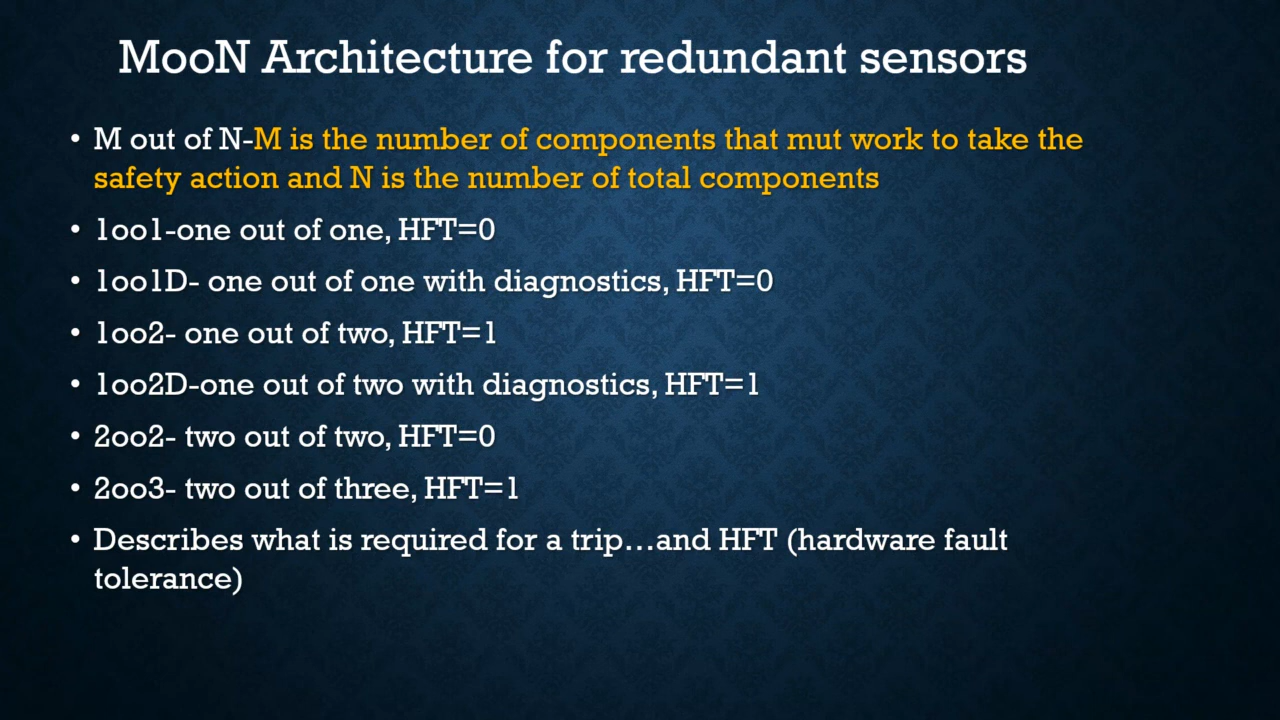 MooN Architecture for redundant sensors
• M out of N-M is the number of components that mut work to take the
safety action and N is the number of total components
• 1oo1-one out of one, HFT=0
• 1oo1D- one out of one with diagnostics, HFT=0
• 1oo2- one out of two, HFT=1
• 1oo2D-one out of two with diagnostics, HFT=1
• 2oo2- two out of two, HFT=0
• 2oo3- two out of three, HFT=1
• Describes what is required for a trip…and HFT (hardware fault
tolerance)